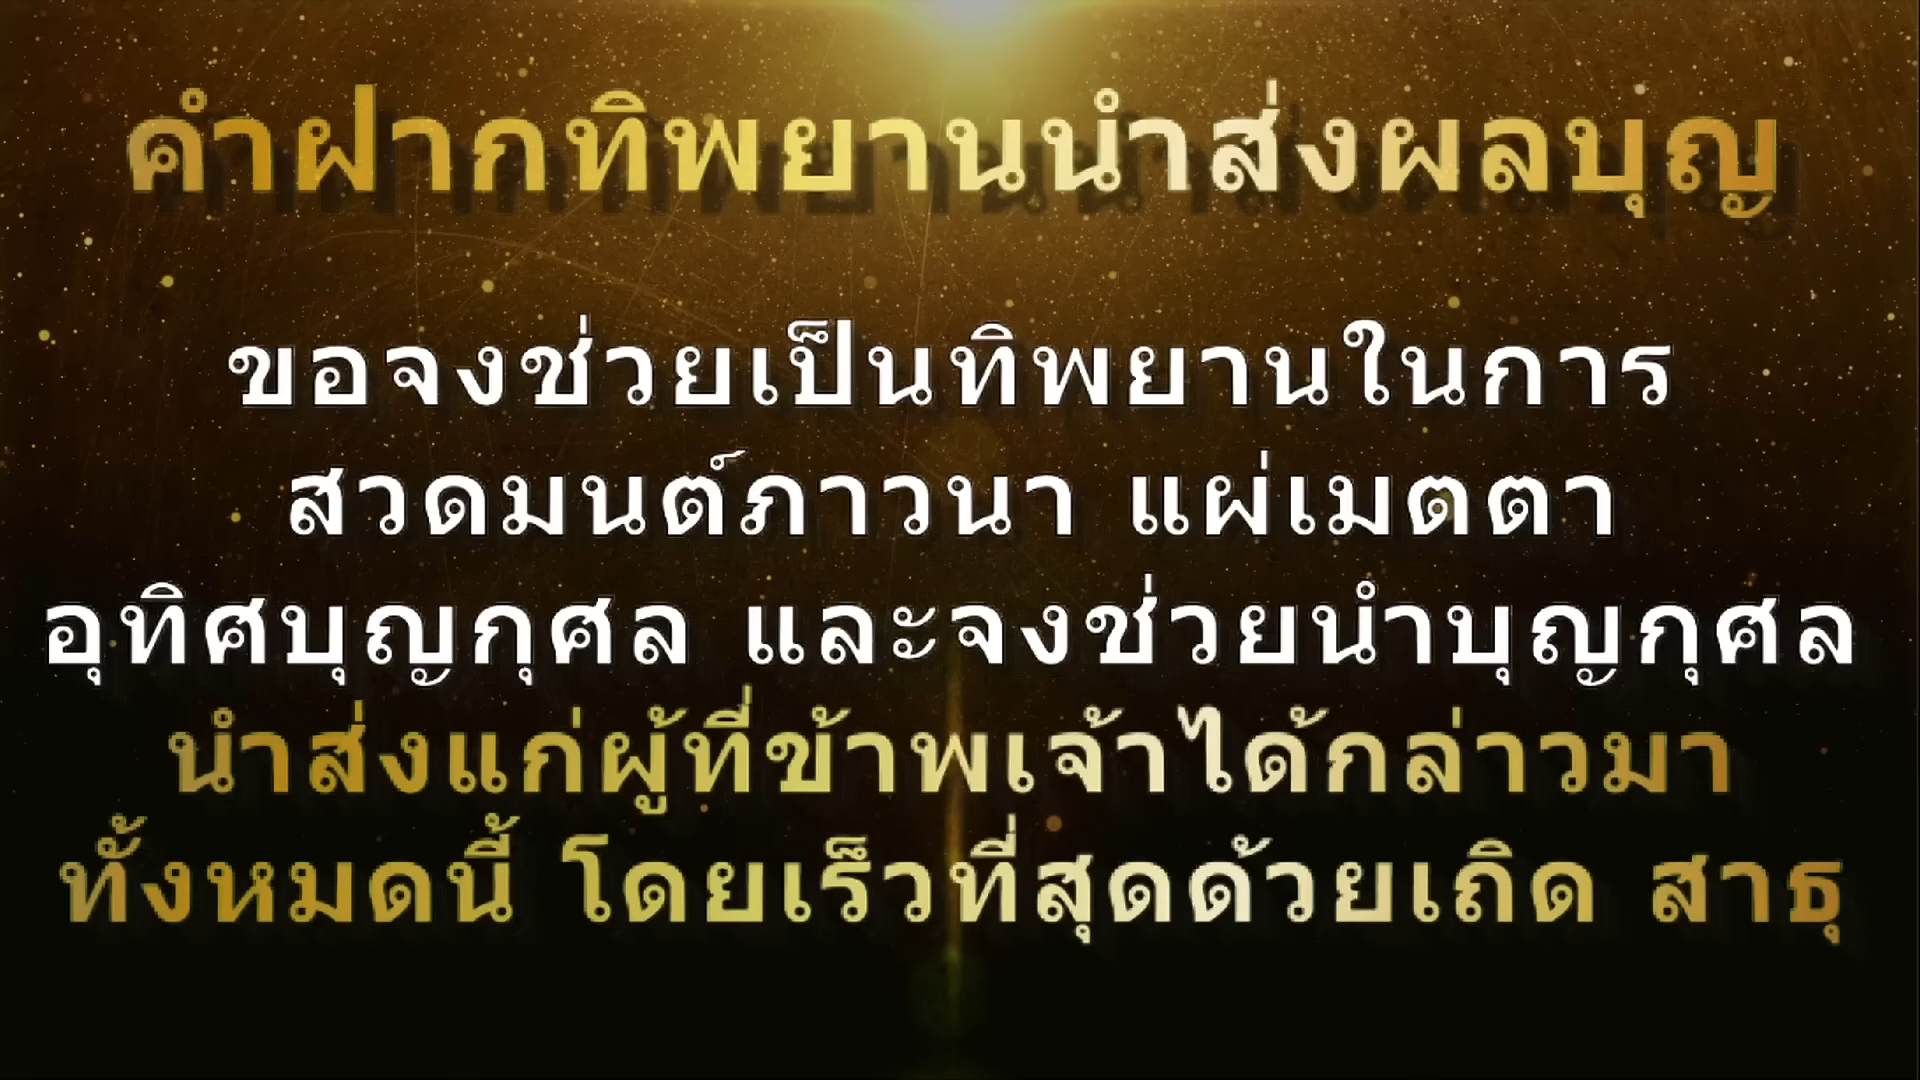 คำฝากทิพยานนำส่งผลบุญ
ขอจงช่วยเป็นทิพยานในการ
สวดมนต์ภาวนา แผ่เมตตา
อุทิศบุญกุศล และจงช่วยนำบุญกุศล
นำส่งแก่ผู้ที่ข้าพเจ้าได้กล่าวมา
ทั้งหมดนี้ โดยเร็วที่สุดด้วยเถิด สาธุ